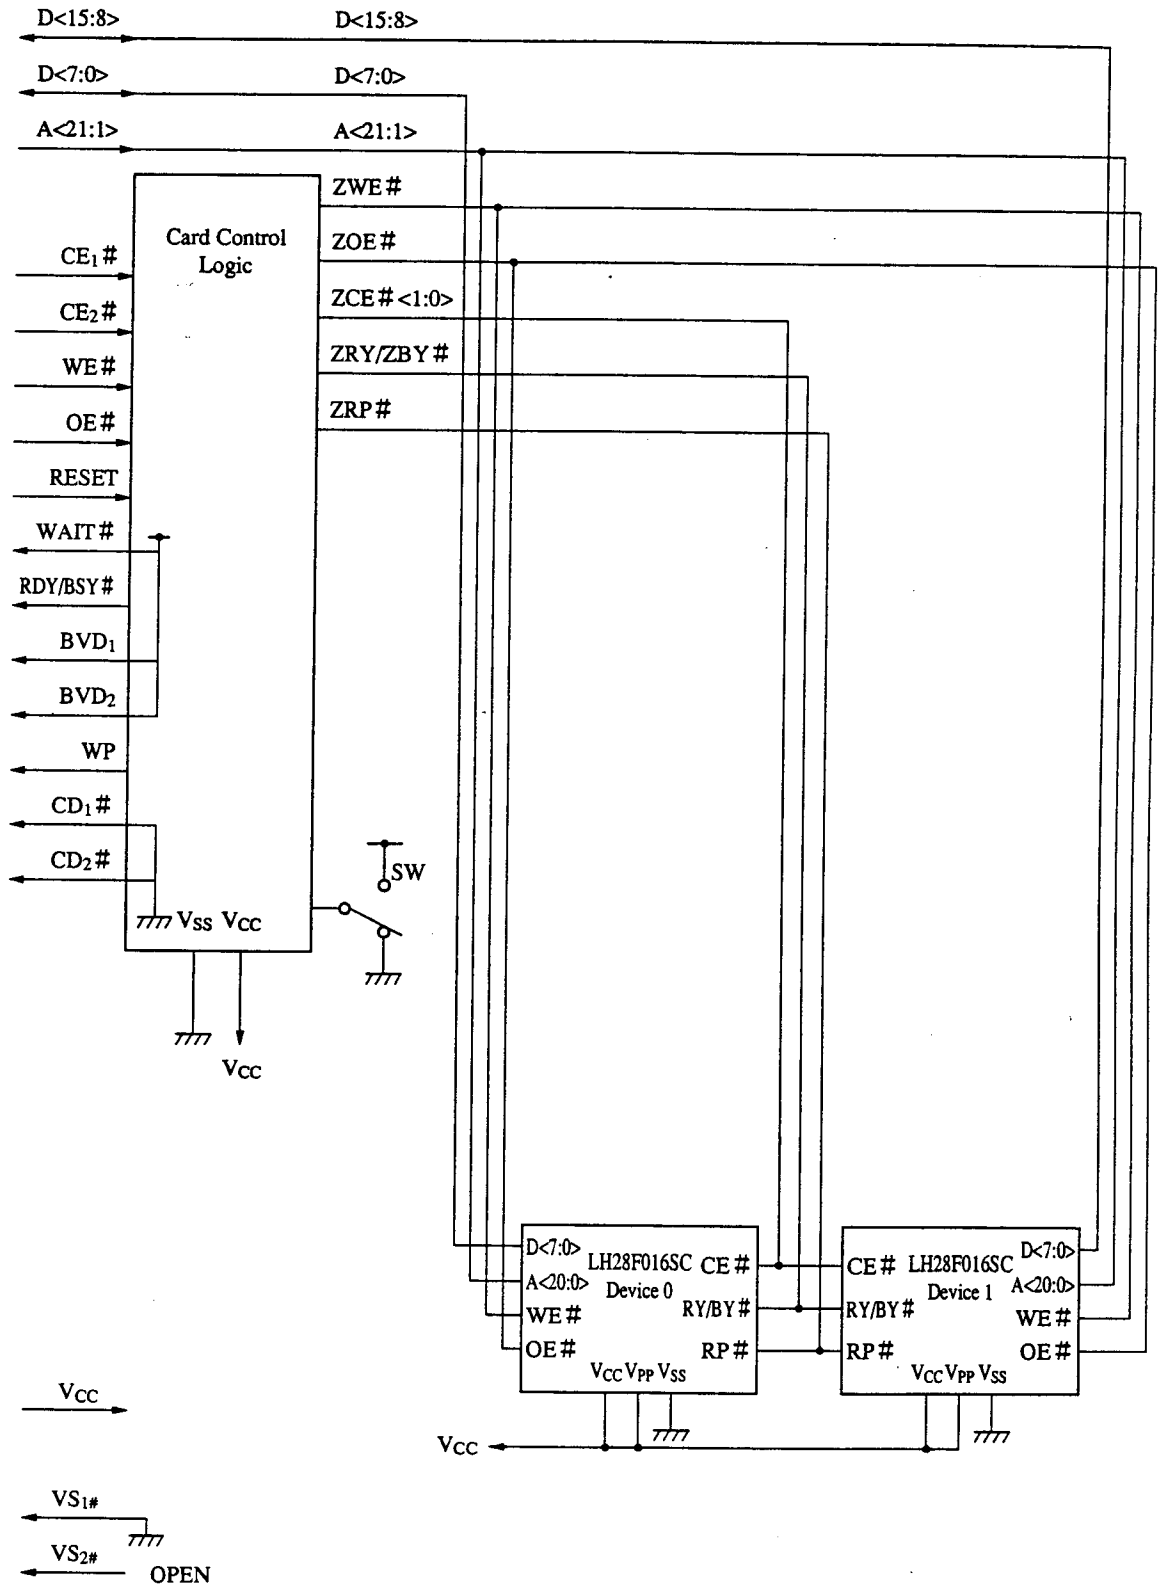 D<15:8> D<15:8>
D<7:0> D<7:0>
A<21:1> A<21:1>
ZWE#
Card Control
Logic
ZOE#
CE1#
ZCE#<1:0>
CE2#
ZRY/ZBY#
WE#
ZRP#
OE#
RESET
WAIT#
RDY/BSY#
BVD1
BVD2
WP
CD1#
CD2#
SW
VSS VCC
VCC
D<7:0>
LH28F016SC
Device 0
CE#
A<20:0>
RY/BY#
WE#
OE#
RP#
VCC VPP VSS
CE#
LH28F016SC
Device 1
D<7:0>
A<20:0>
RY/BY#
WE#
RP#
OE#
VCC VPP VSS
VCC
VCC
VS1#
VS2#
OPEN